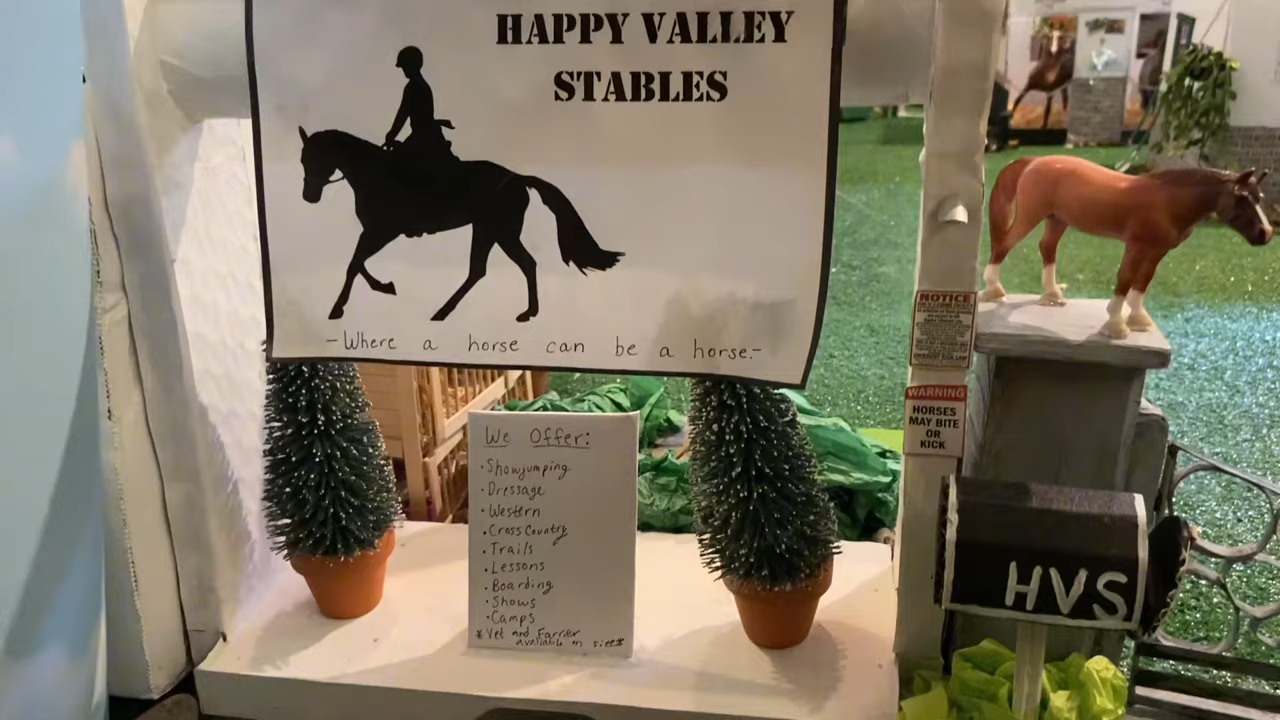 HAPPY VALLEY
STABLES
-Where a horse can be a horse.-
We Offer:
•Showjumping
•Dressage
•Western
•Cross Country
•Trails
•Lessons
•Boarding
•Shows
•Camps
*Vet and Farrier
available on site*
NOTICE
WARNING
HORSES
MAY BITE
OR
KICK
HVS